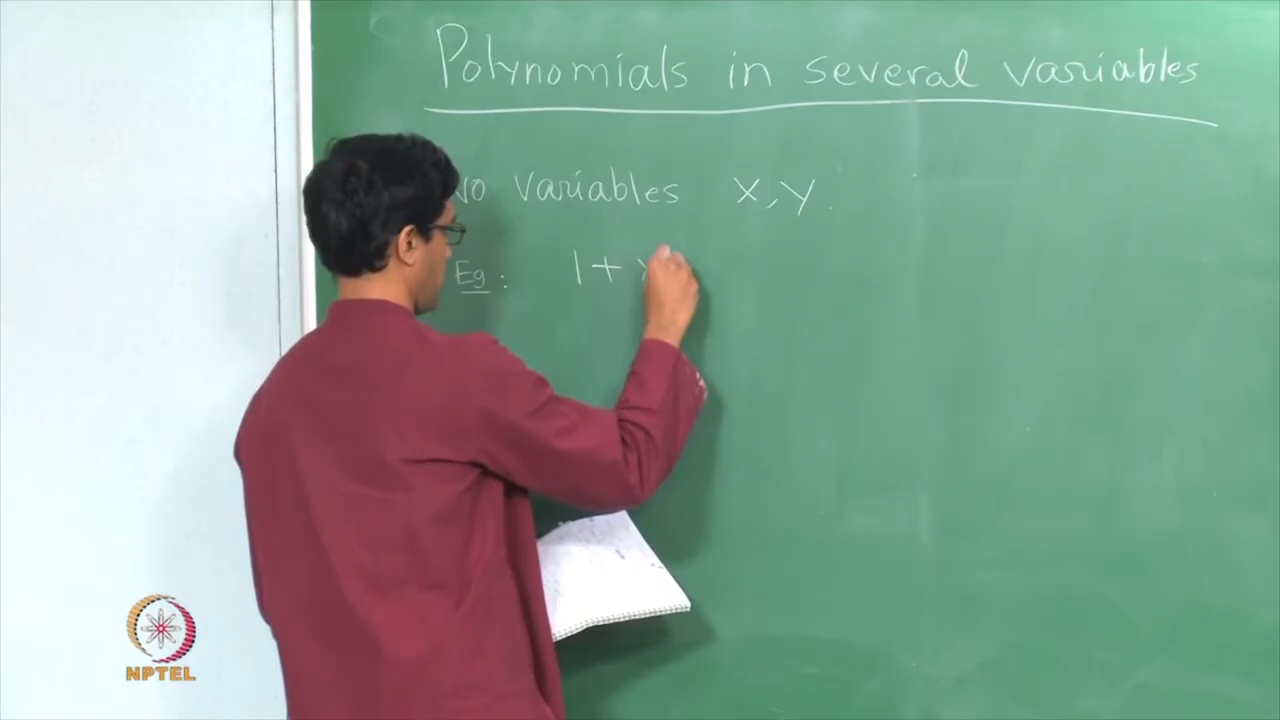 Polynomials in several variables
variables x, y.
Eg: 1 +
NPTEL